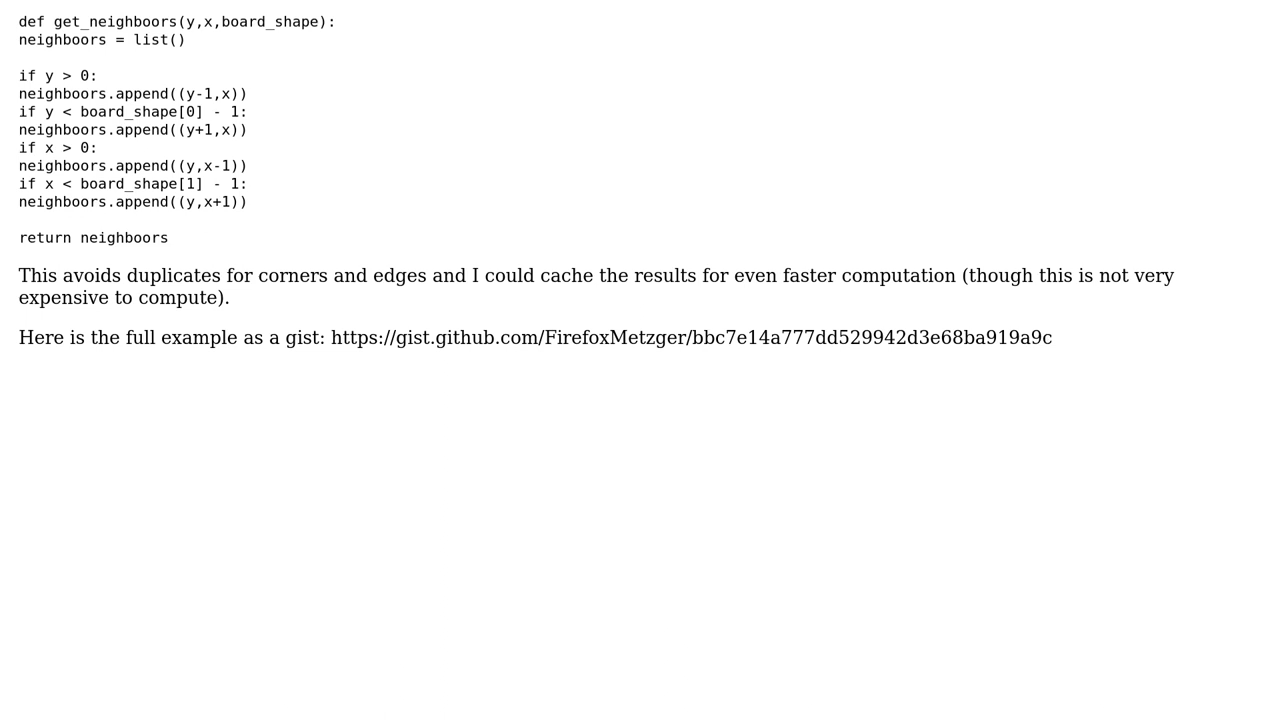 def get_neighboors(y,x,board_shape):
neighboors = list()

if y > 0:
neighboors.append((y-1,x))
if y < board_shape[0] - 1:
neighboors.append((y+1,x))
if x > 0:
neighboors.append((y,x-1))
if x < board_shape[1] - 1:
neighboors.append((y,x+1))

return neighboors
This avoids duplicates for corners and edges and I could cache the results for even faster computation (though this is not very
expensive to compute).
Here is the full example as a gist: https://gist.github.com/FirefoxMetzger/bbc7e14a777dd529942d3e68ba919a9c